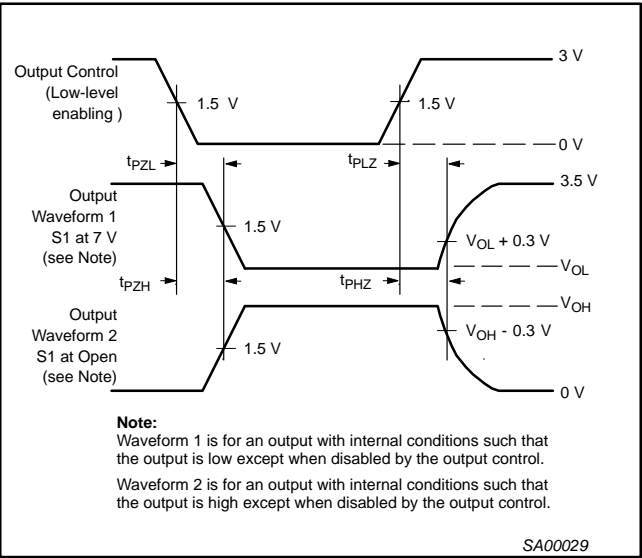 Output Control
(Low-level
enabling )
3 V
1.5 V
1.5 V
0 V
tPZL
tPLZ
3.5 V
Output
Waveform 1
S1 at 7 V
(see Note)
1.5 V
VOL + 0.3 V
VOL
tPZH
tPHZ
VOH
Output
Waveform 2
S1 at Open
(see Note)
1.5 V
VOH - 0.3 V
0 V
Note:
Waveform 1 is for an output with internal conditions such that
the output is low except when disabled by the output control.
Waveform 2 is for an output with internal conditions such that
the output is high except when disabled by the output control.
SA00029